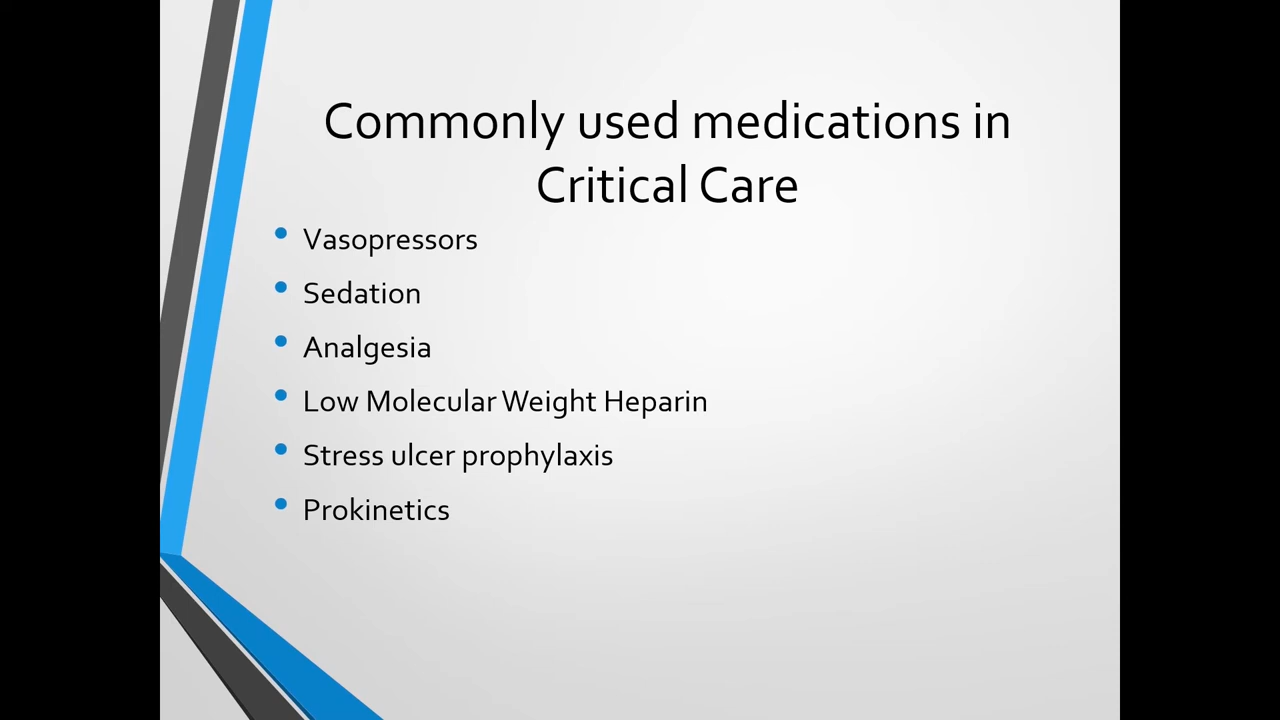 Commonly used medications in
Critical Care
• Vasopressors
• Sedation
• Analgesia
• Low Molecular Weight Heparin
• Stress ulcer prophylaxis
• Prokinetics